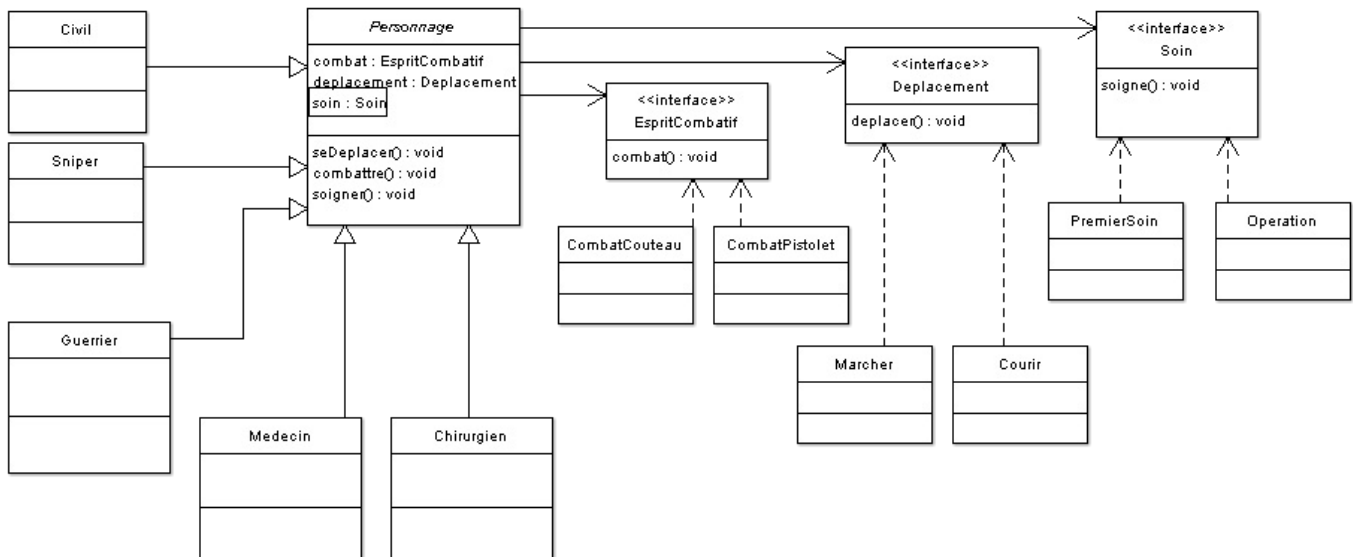 Civil
Personnage
combat : EspritCombatif
deplacement : Deplacement
soin : Soin
seDeplacer() : void
combattre() : void
soigner() : void
<<interface>>
Soin
soigne() : void
<<interface>>
Deplacement
deplacer() : void
<<interface>>
EspritCombatif
combat() : void
Sniper
CombatCouteau
CombatPistolet
PremierSoin
Operation
Guerrier
Marcher
Courir
Medecin
Chirurgien